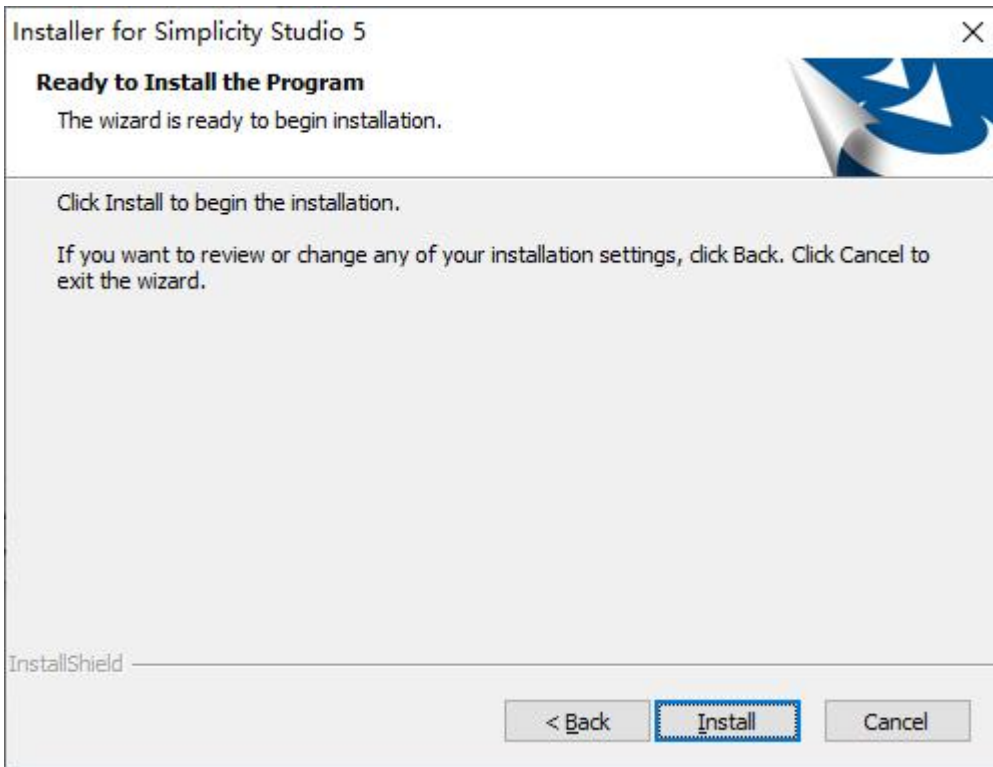 Installer for Simplicity Studio 5
Ready to Install the Program
The wizard is ready to begin installation.
Click Install to begin the installation.
If you want to review or change any of your installation settings, click Back. Click Cancel to
exit the wizard.
InstallShield
< Back
Install
Cancel